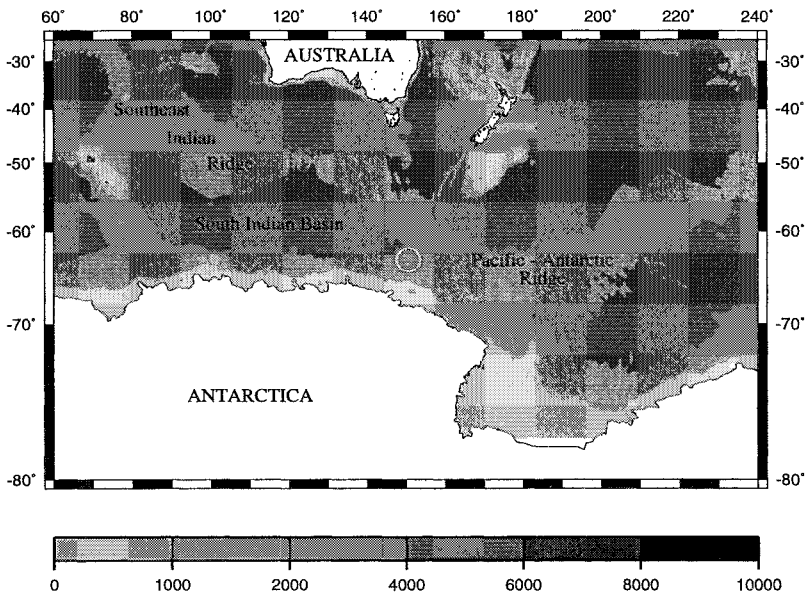 60° 80° 100° 120° 140° 160° 180° 200° 220° 240°
AUSTRALIA
-30° -30°
-40° -40°
Southeast
Indian
-50° -50°
Ridge
South Indian Basin
-60° -60°
Pacific - Antarctic
Ridge
-70° -70°
ANTARCTICA
-80° -80°
0 1000 2000 4000 6000 10000